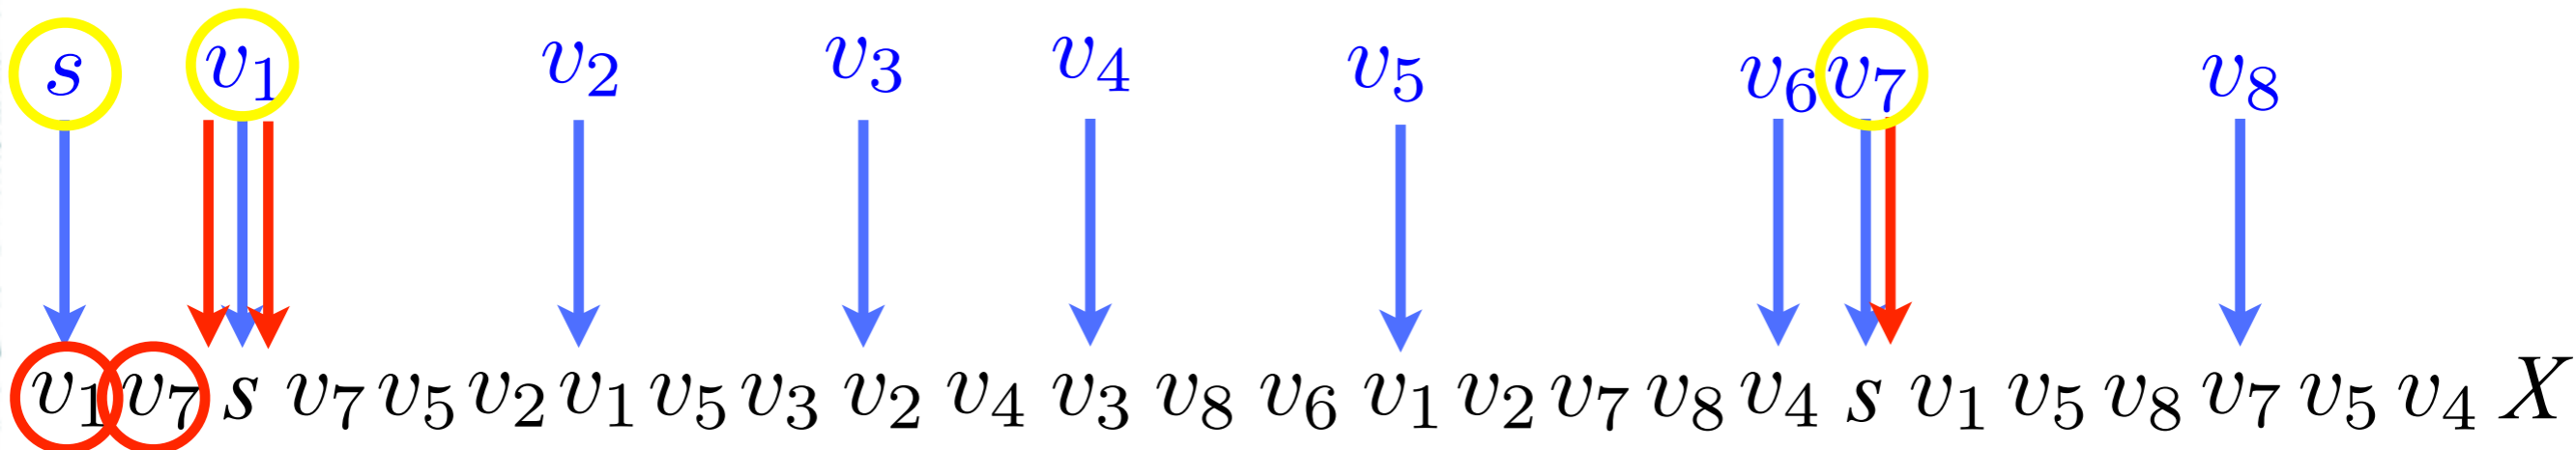 s v₁ v₂ v₃ v₄ v₅ v₆ v₇ v₈
v₁ v₇ s v₇ v₅ v₂ v₁ v₅ v₃ v₂ v₄ v₃ v₈ v₆ v₁ v₂ v₇ v₈ v₄ s v₁ v₅ v₈ v₇ v₅ v₄ X